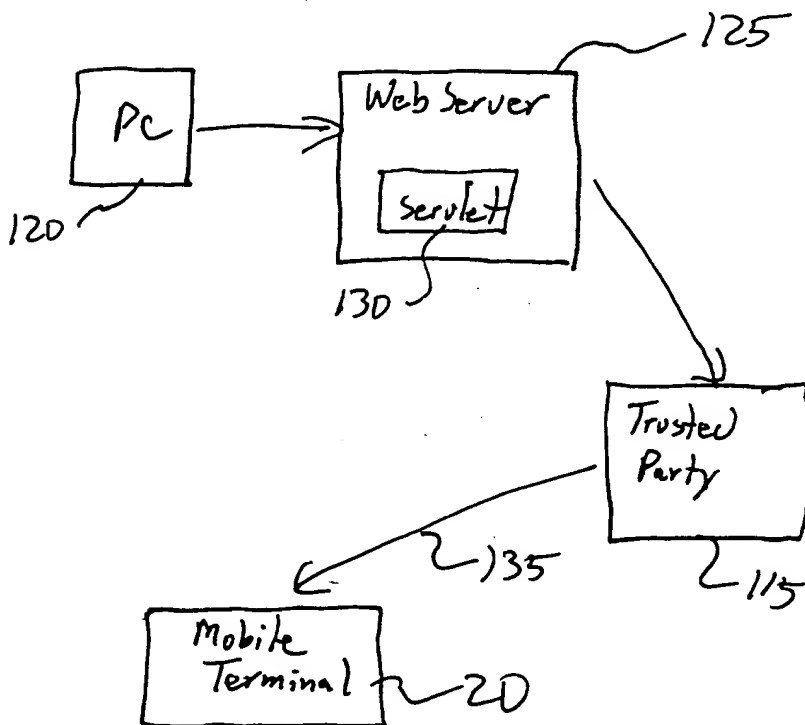 125
Web Server
PC
servlet
120
130
Trusted
Party
135
115
Mobile
Terminal
20